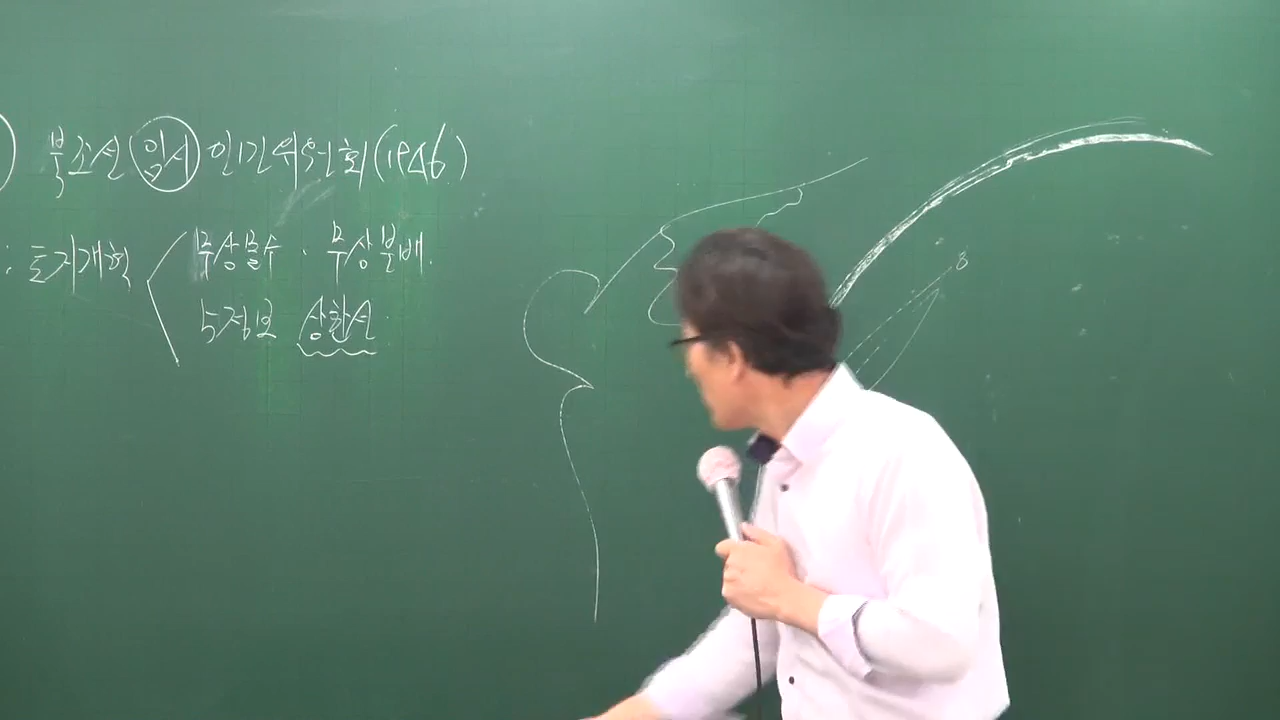 북조선 임시 인민위원회(1946.)
: 토지개혁 < 무상몰수 · 무상분배.
5정보 상한선.